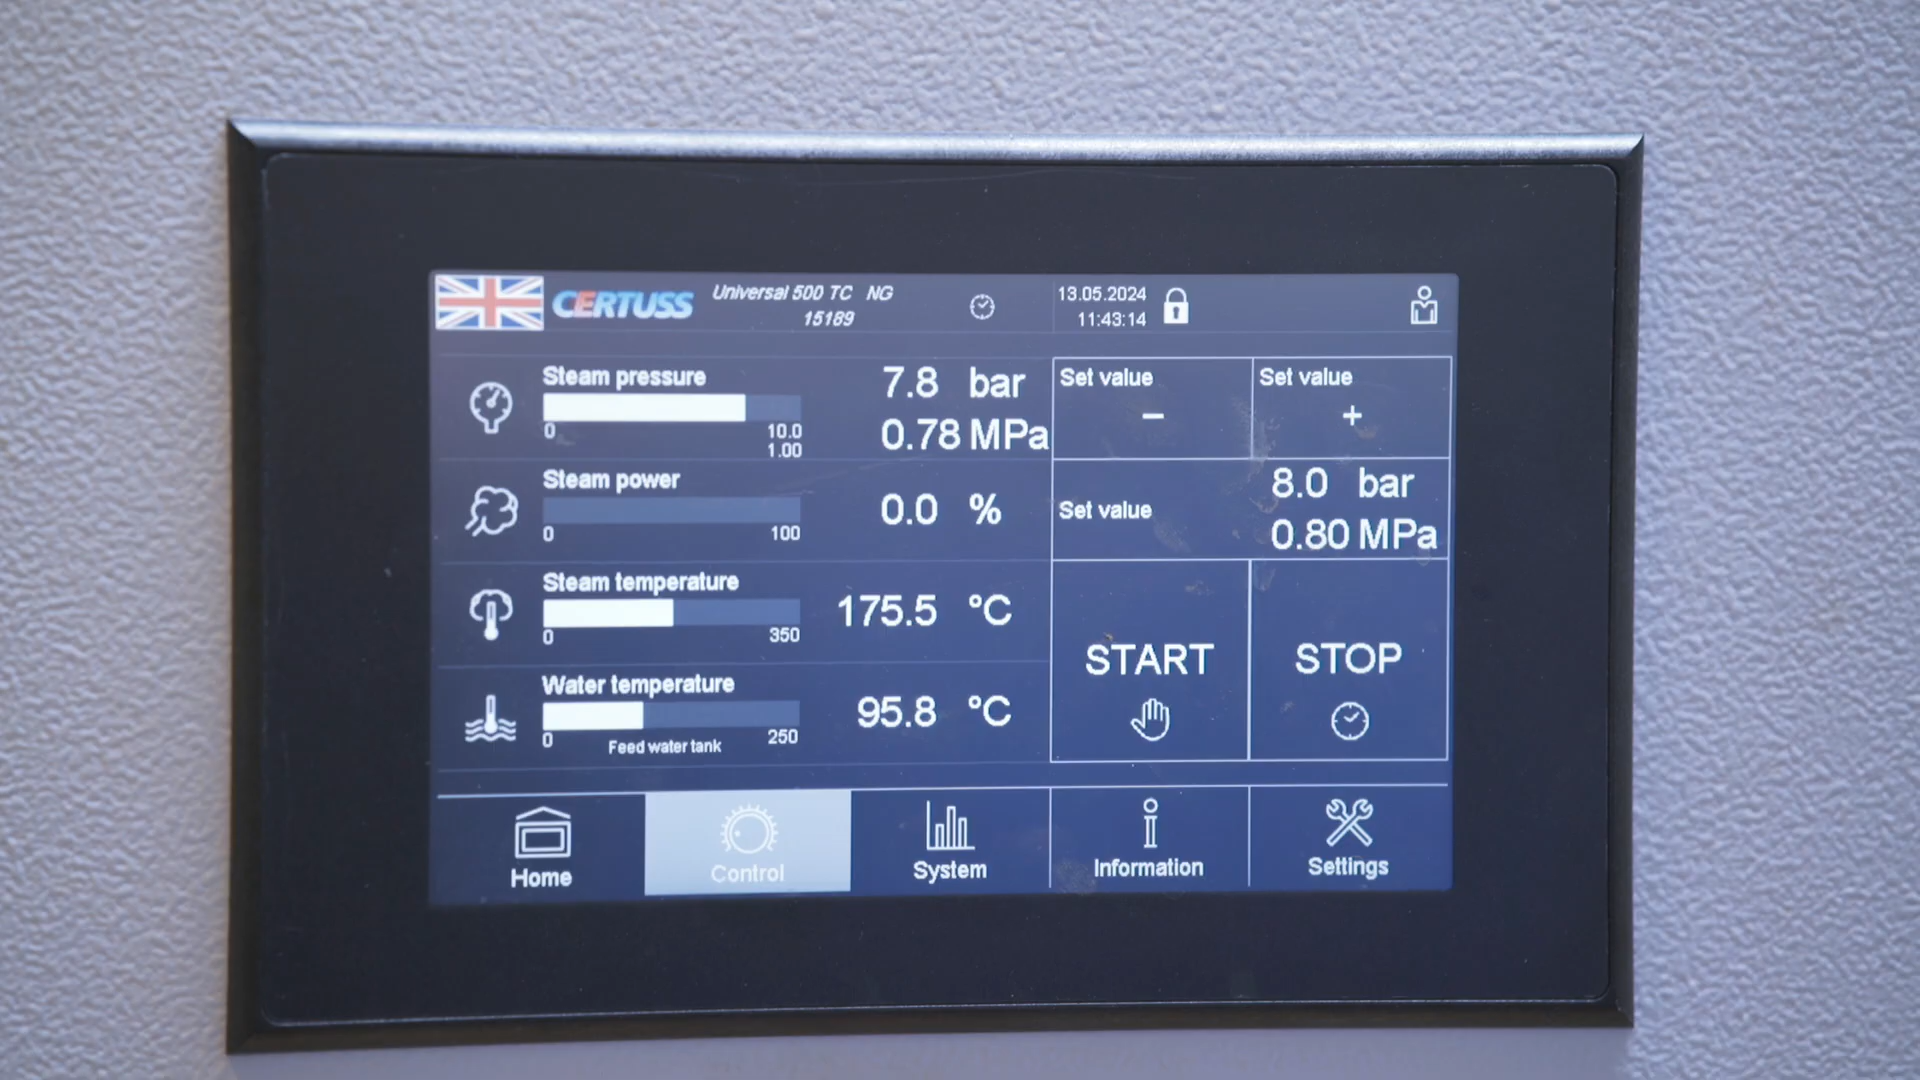 CERTUSS
Universal 500 TC NG
15189
13.05.2024
11:43:14
Steam pressure
0
10.0
1.00
7.8 bar
0.78 MPa
Set value
-
Set value
+
Steam power
0
100
0.0 %
Set value
8.0 bar
0.80 MPa
Steam temperature
0
350
175.5 °C
Water temperature
0
Feed water tank
250
95.8 °C
START
STOP
Home
Control
System
Information
Settings